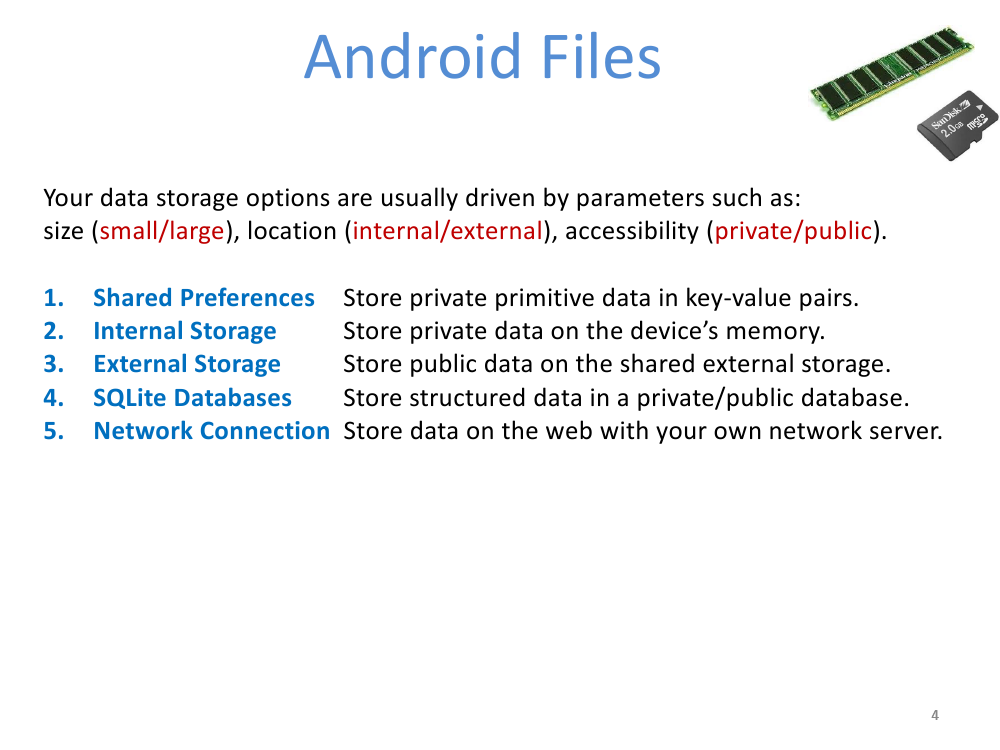 Android Files
SanDisk
2.0GB
micro
Your data storage options are usually driven by parameters such as:
size (small/large), location (internal/external), accessibility (private/public).
1. Shared Preferences Store private primitive data in key-value pairs.
2. Internal Storage Store private data on the device’s memory.
3. External Storage Store public data on the shared external storage.
4. SQLite Databases Store structured data in a private/public database.
5. Network Connection Store data on the web with your own network server.
4